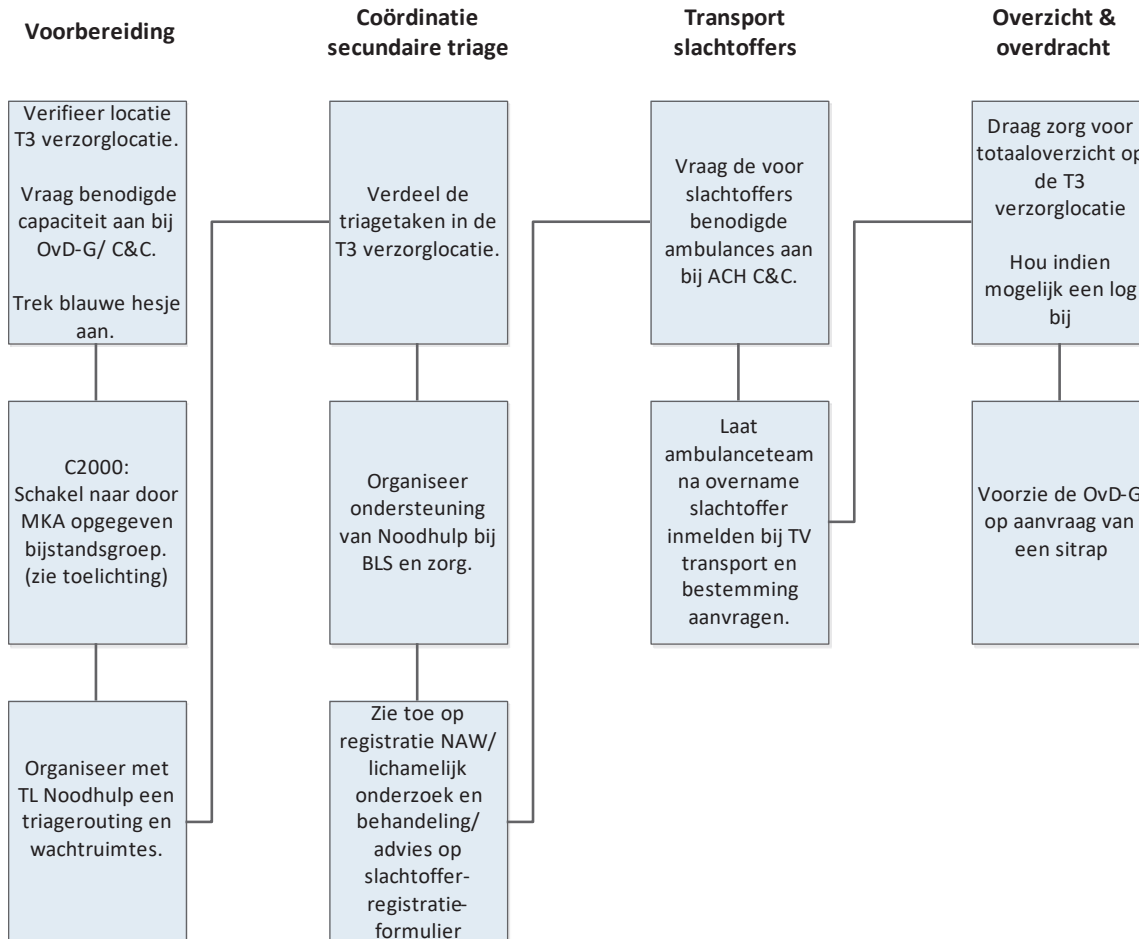 Voorbereiding
Verifieer locatie
T3 verzorglocatie.
Vraag benodigde
capaciteit aan bij
OvD-G/ C&C.
Trek blauwe hesje
aan.
C2000:
Schakel naar door
MKA opgegeven
bijstandsgroep.
(zie toelichting)
Organiseer met
TL Noodhulp een
triagerouting en
wachtruimtes.
Coördinatie
secundaire triage
Verdeel de
triagetaken in de
T3 verzorglocatie.
Organiseer
ondersteuning
van Noodhulp bij
BLS en zorg.
Zie toe op
registratie NAW/
lichamelijk
onderzoek en
behandeling/
advies op
slachtoffer-
registratie-
formulier
Transport
slachtoffers
Vraag de voor
slachtoffers
benodigde
ambulances aan
bij ACH C&C.
Laat
ambulanceteam
na overname
slachtoffer
inmelden bij TV
transport en
bestemming
aanvragen.
Overzicht &
overdracht
Draag zorg voor
totaaloverzicht op
de T3
verzorglocatie
Hou indien
mogelijk een log
bij
Voorzie de OvD-G
op aanvraag van
een sitrap